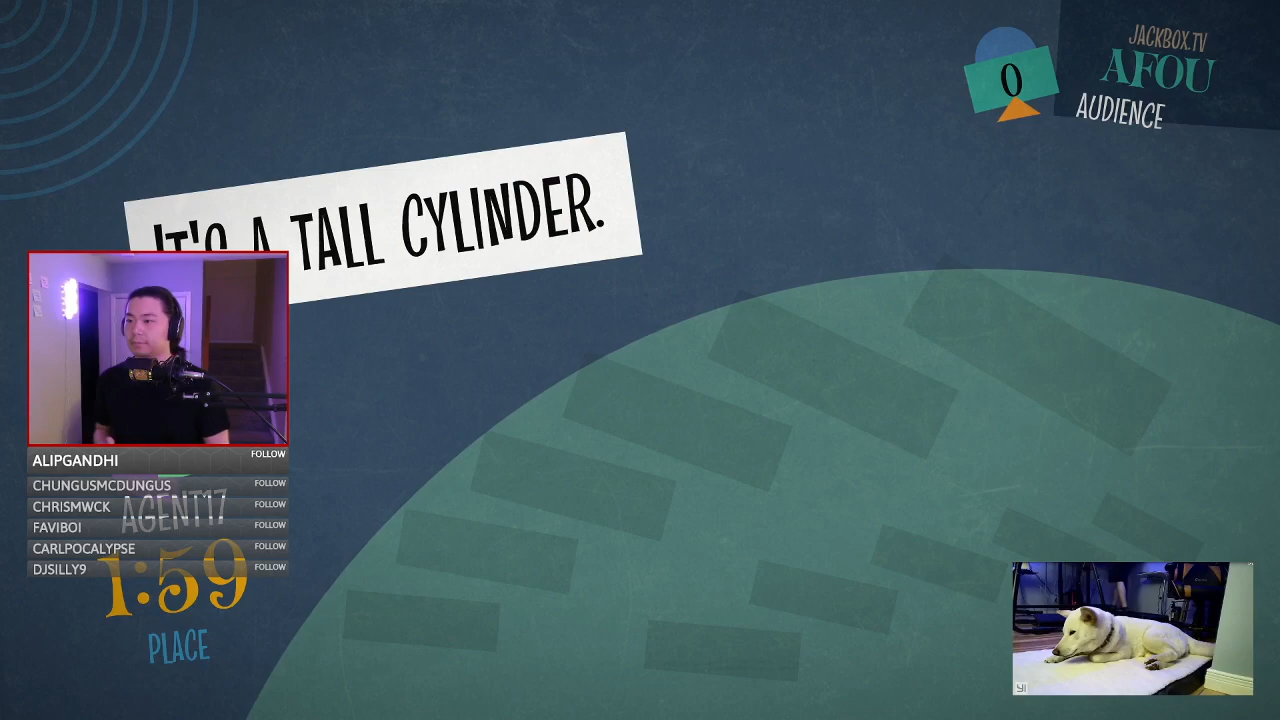 JACKBOX.TV
AFOU
0
AUDIENCE
IT'S A TALL CYLINDER.
ALIPGANDHI FOLLOW
CHUNGUSMCDUNGUS FOLLOW
CHRISMWCK FOLLOW
AGENT17
FAVIBOI FOLLOW
CARLPOCALYPSE FOLLOW
DJSILLY9 FOLLOW
1:59
PLACE
YI